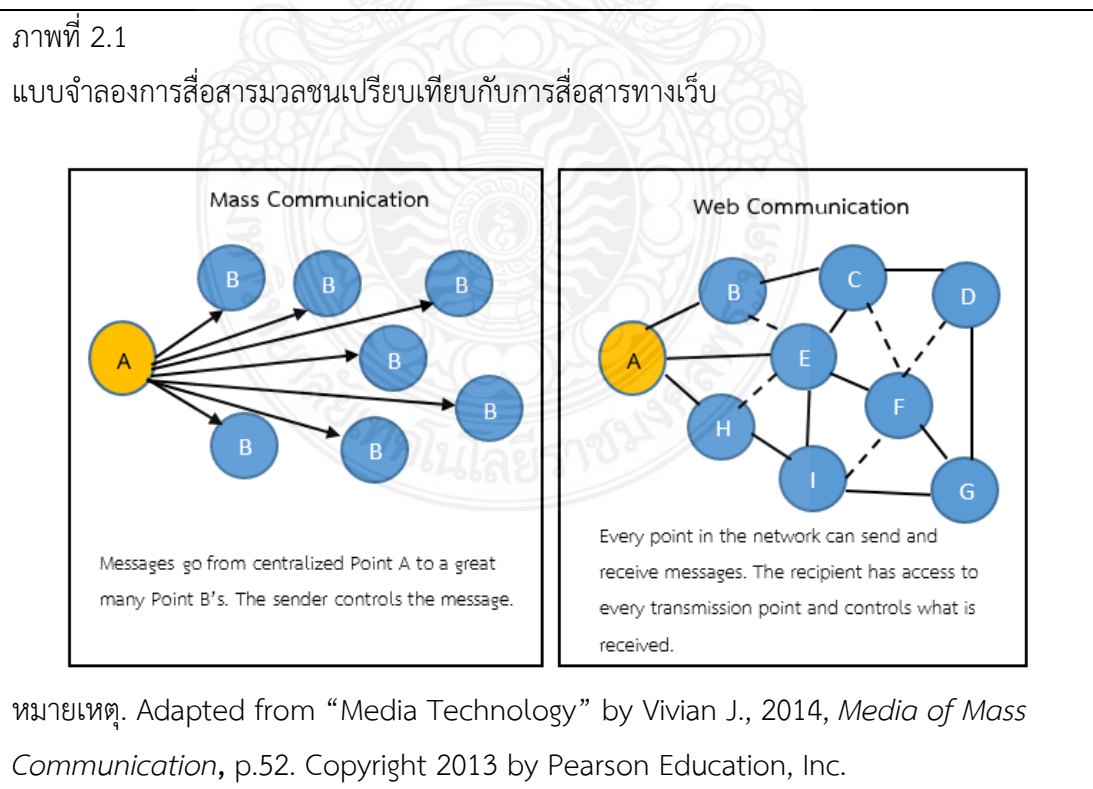 ภาพที่ 2.1
แบบจำลองการสื่อสารมวลชนเปรียบเทียบกับการสื่อสารทางเว็บ
Mass Communication
B
B
B
A
B
B
B
B
Messages go from centralized Point A to a great
many Point B's. The sender controls the message.
Web Communication
B
C
D
A
E
F
H
I
G
Every point in the network can send and
receive messages. The recipient has access to
every transmission point and controls what is
received.
หมายเหตุ. Adapted from “Media Technology” by Vivian J., 2014, Media of Mass
Communication, p.52. Copyright 2013 by Pearson Education, Inc.